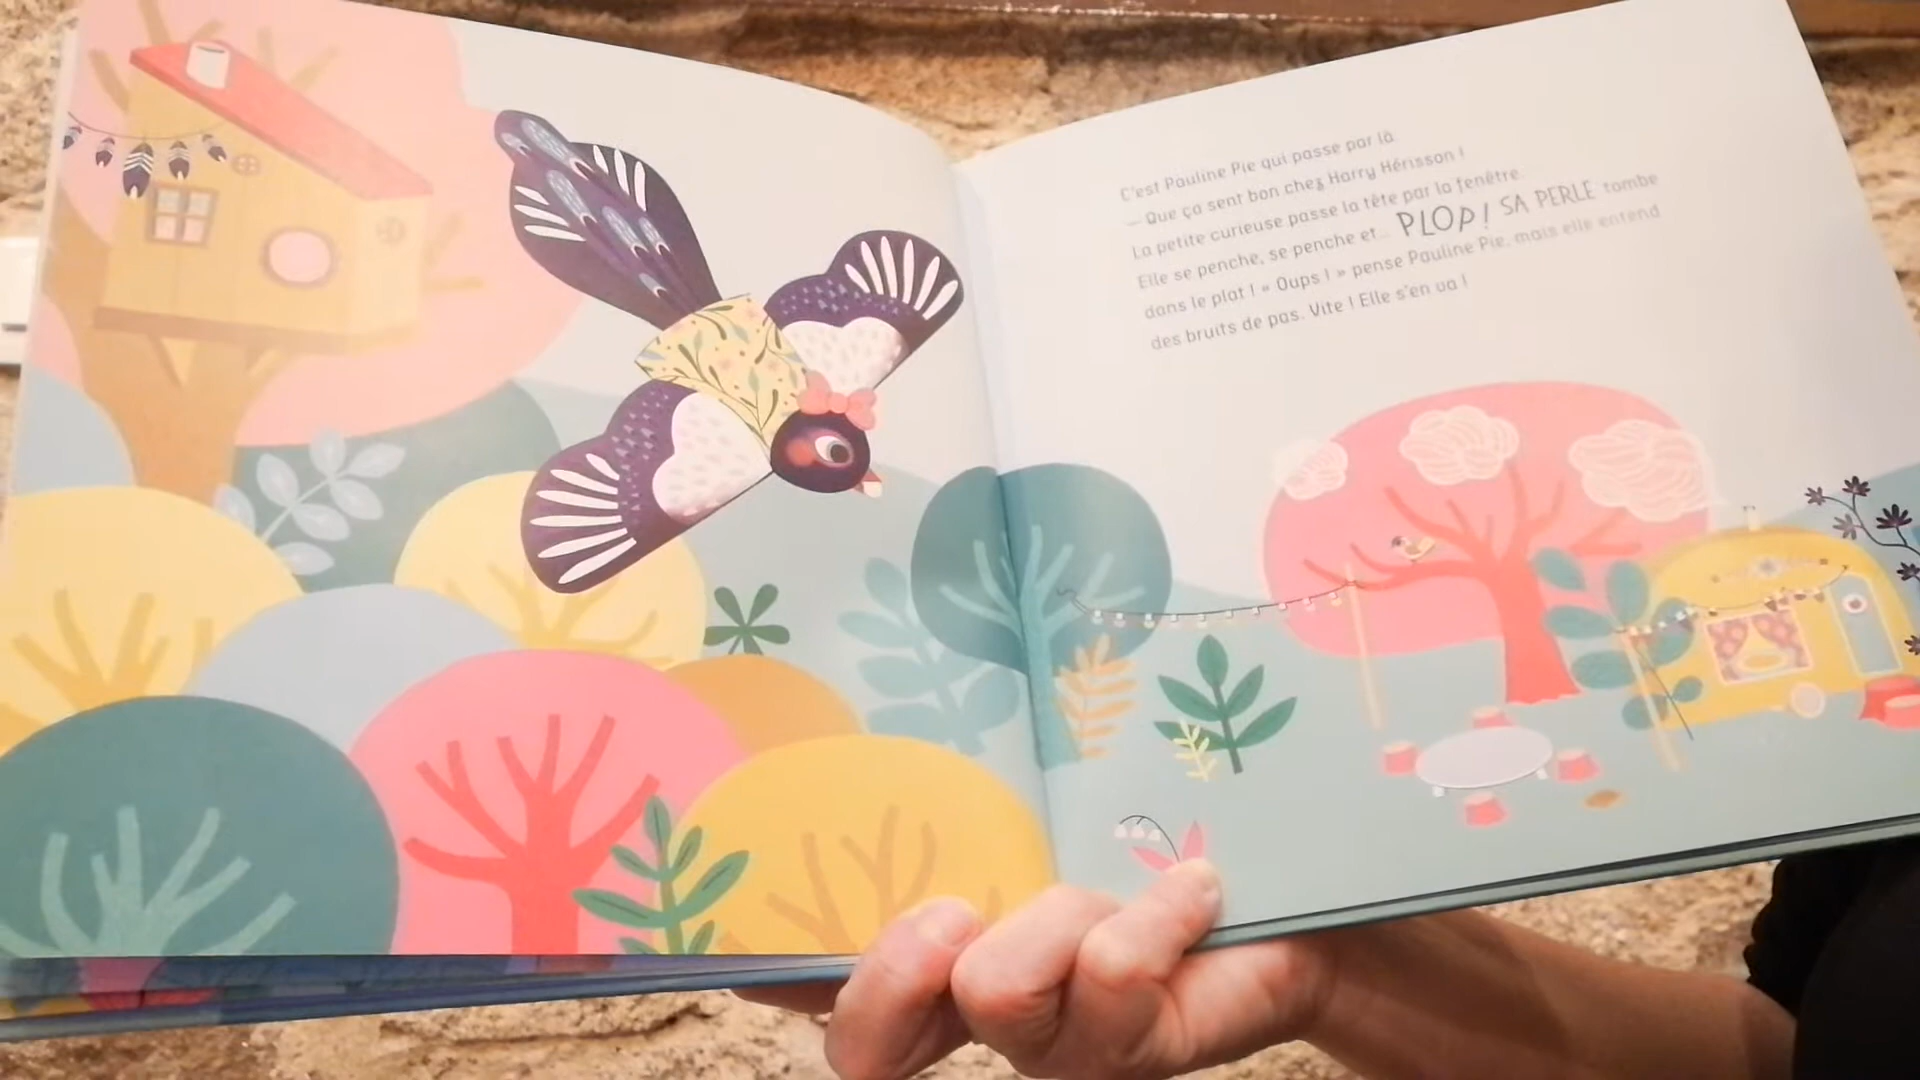 C'est Pauline Pie qui passe par là
– Que ça sent bon chez Harry Hérisson !
La petite curieuse passe la tête par la fenêtre.
Elle se penche, se penche et... PLOP! SA PERLE tombe
dans le plat ! « Oups ! » pense Pauline Pie, mais elle entend
des bruits de pas. Vite ! Elle s'en va !